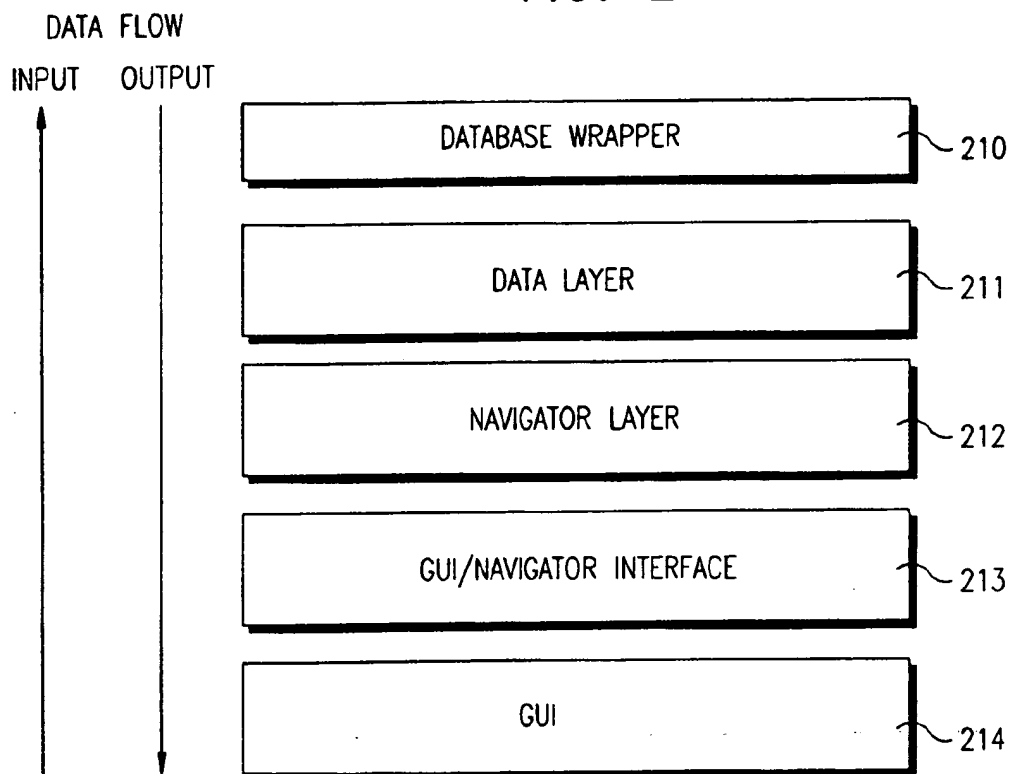 DATA FLOW
INPUT OUTPUT
DATABASE WRAPPER
210
DATA LAYER
211
NAVIGATOR LAYER
212
GUI/NAVIGATOR INTERFACE
213
GUI
214